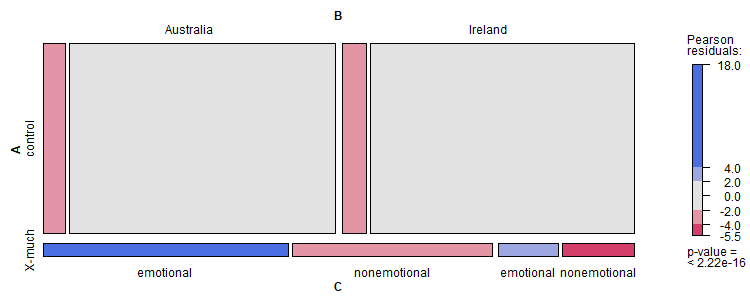 B
Australia Ireland
A
control
X-much
emotional nonemotional emotional nonemotional
C
Pearson
residuals:
18.0
4.0
2.0
0.0
-2.0
-4.0
-5.5
p-value =
< 2.22e-16